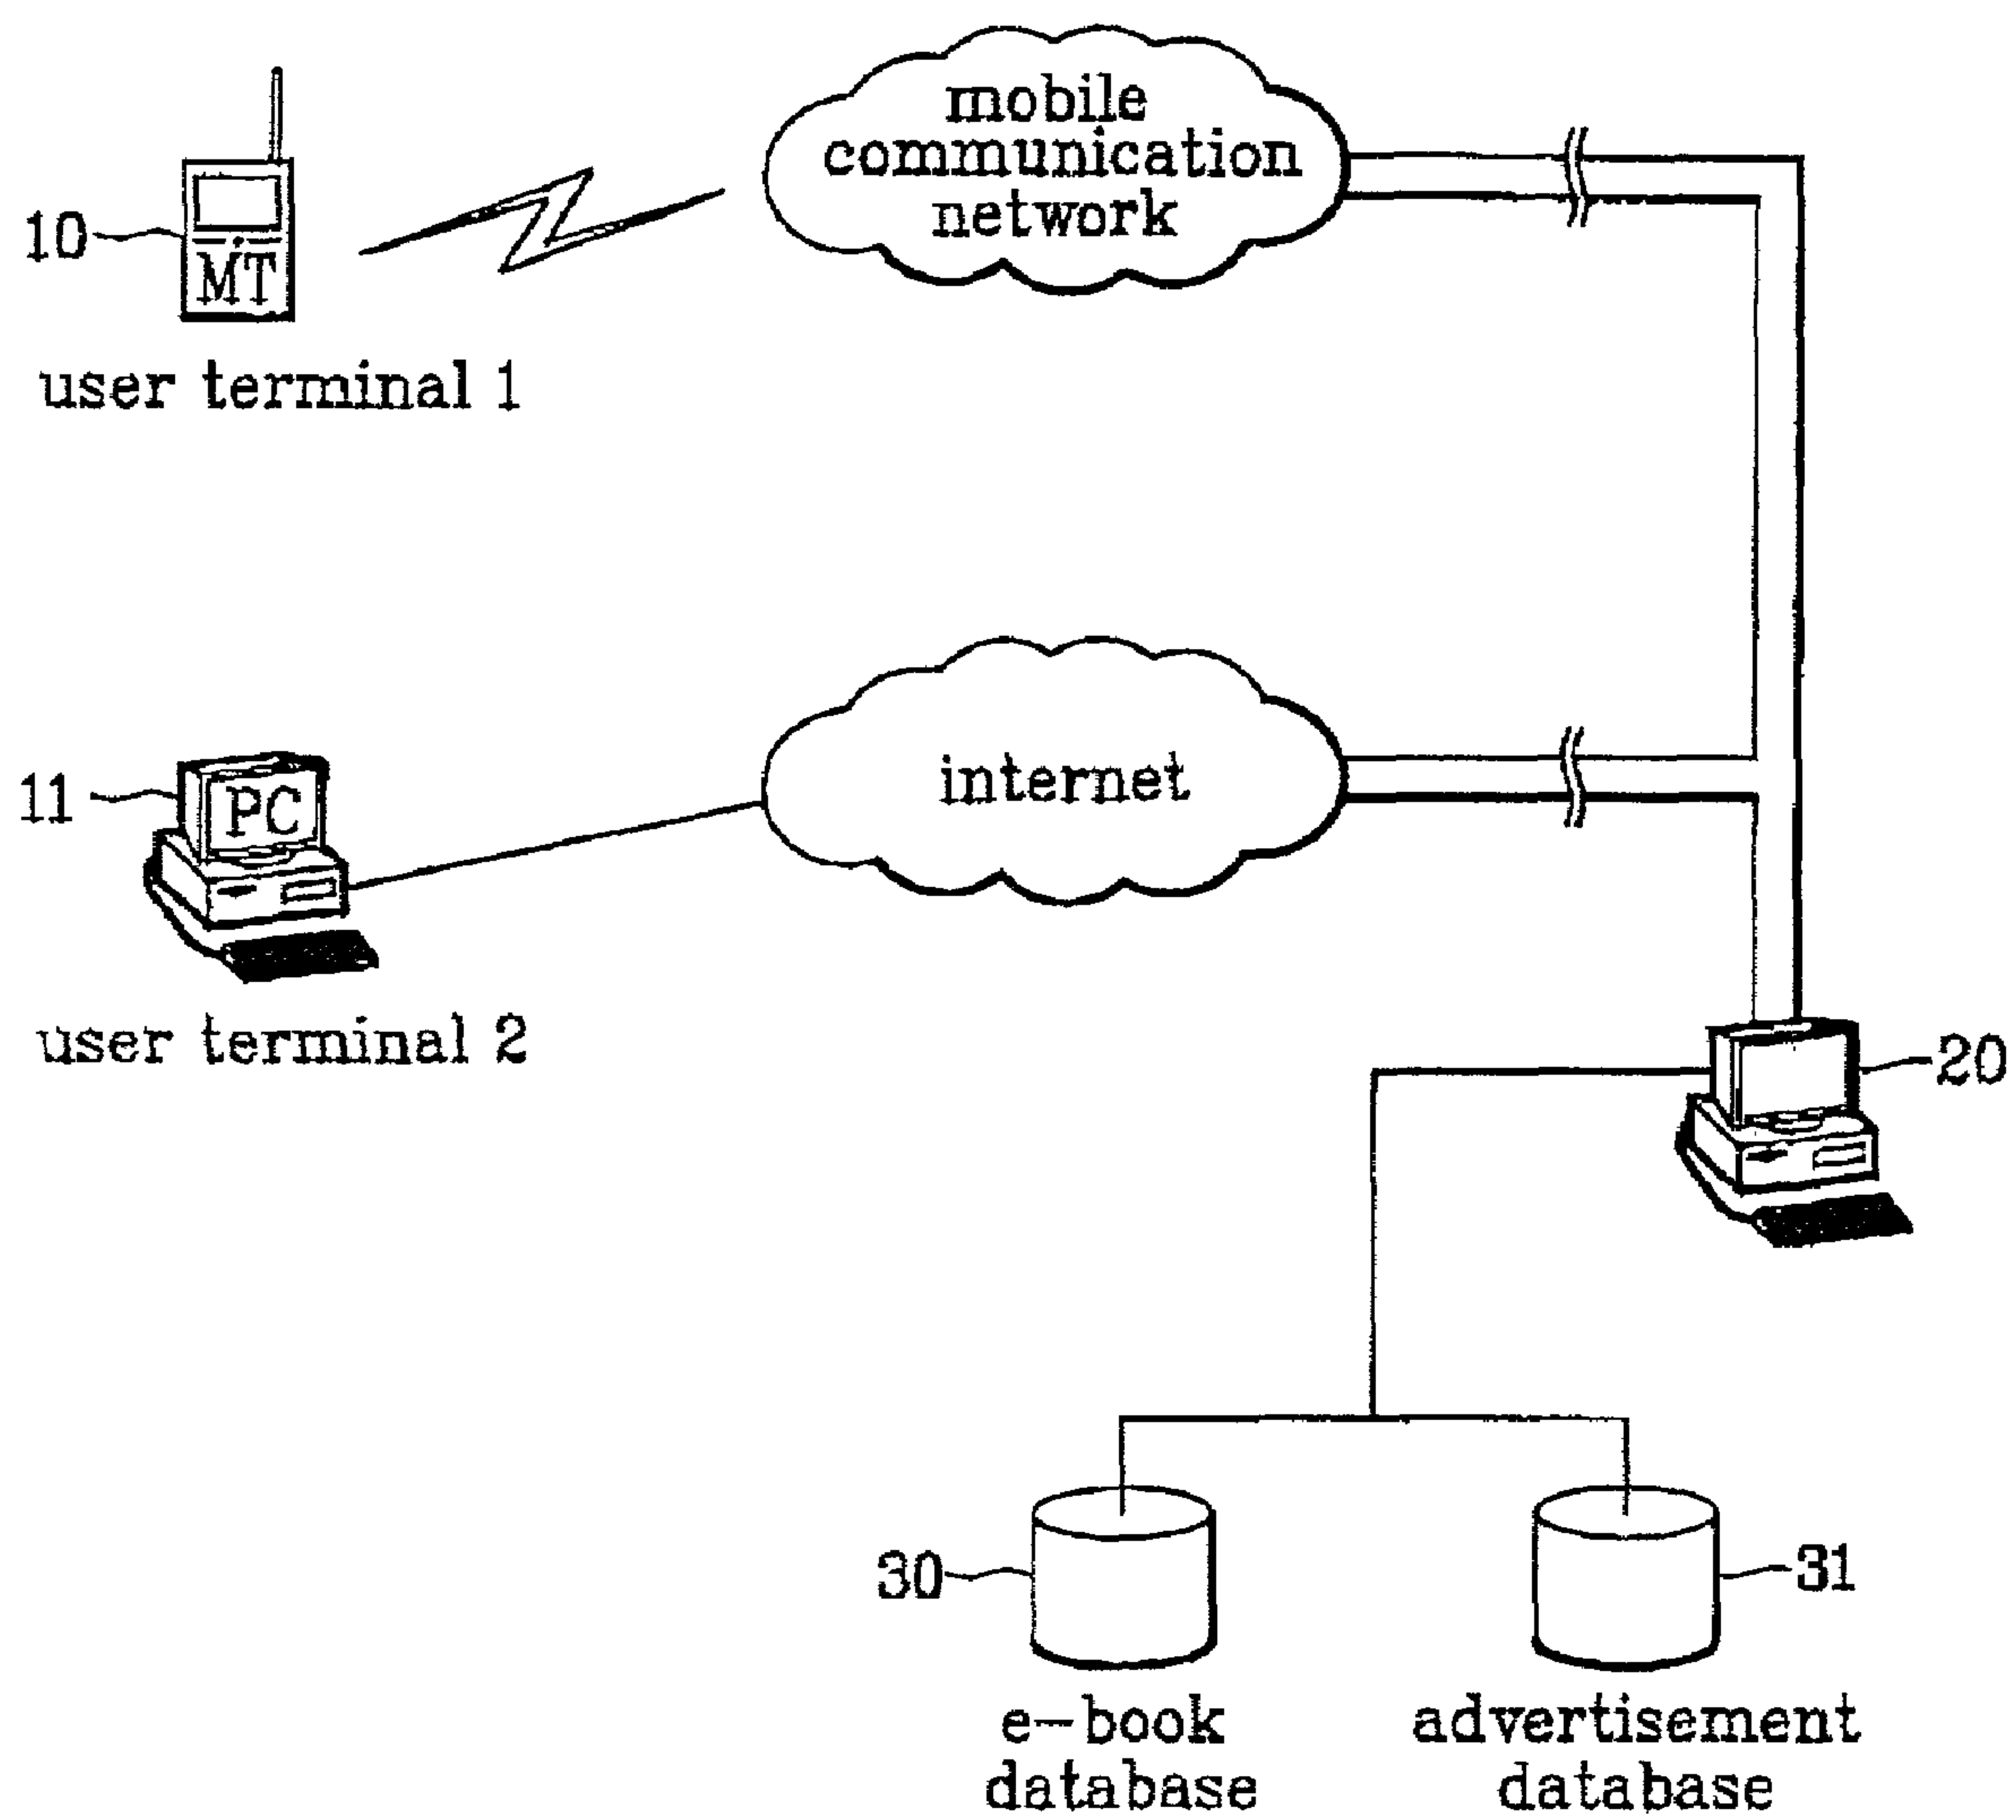 mobile
communication
network
10
MT
user terminal 1
internet
11
PC
user terminal 2
20
30
31
e-book
database
advertisement
database